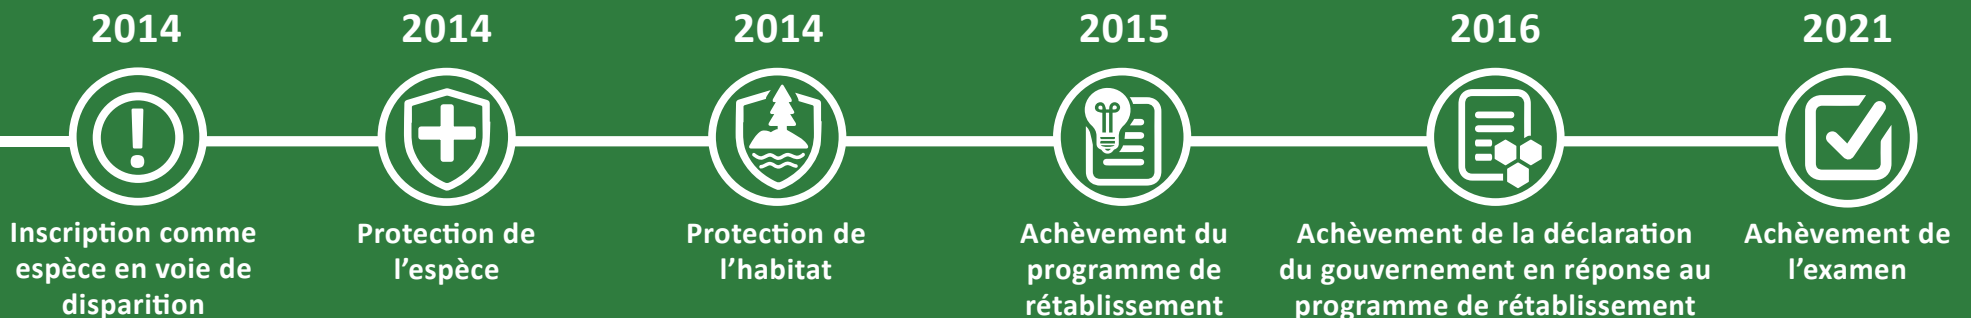 2014
Inscription comme
espèce en voie de
disparition
2014
Protection de
l’espèce
2014
Protection de
l’habitat
2015
Achèvement du
programme de
rétablissement
2016
Achèvement de la déclaration
du gouvernement en réponse au
programme de rétablissement
2021
Achèvement de
l’examen